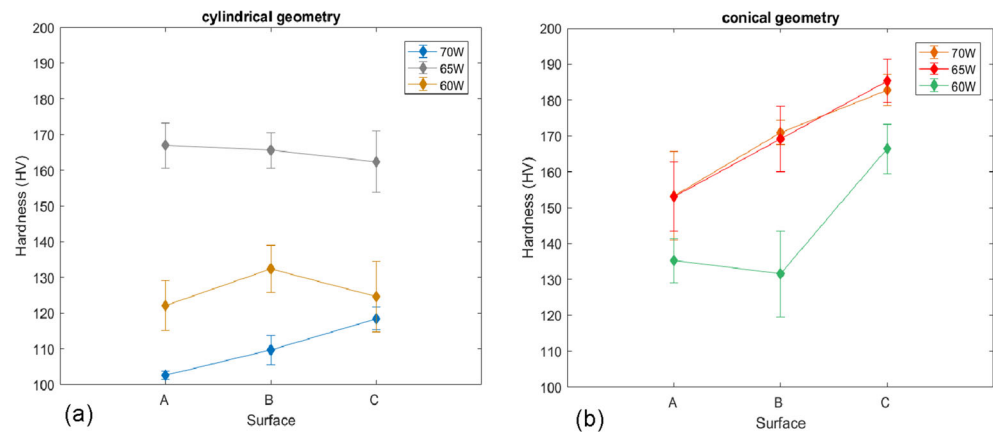 cylindrical geometry
200
190
180
170
160
150
140
130
120
110
100
Hardness (HV)
70W
65W
60W
A
B
C
Surface
(a)
conical geometry
200
190
180
170
160
150
140
130
120
110
100
Hardness (HV)
70W
65W
60W
A
B
C
Surface
(b)